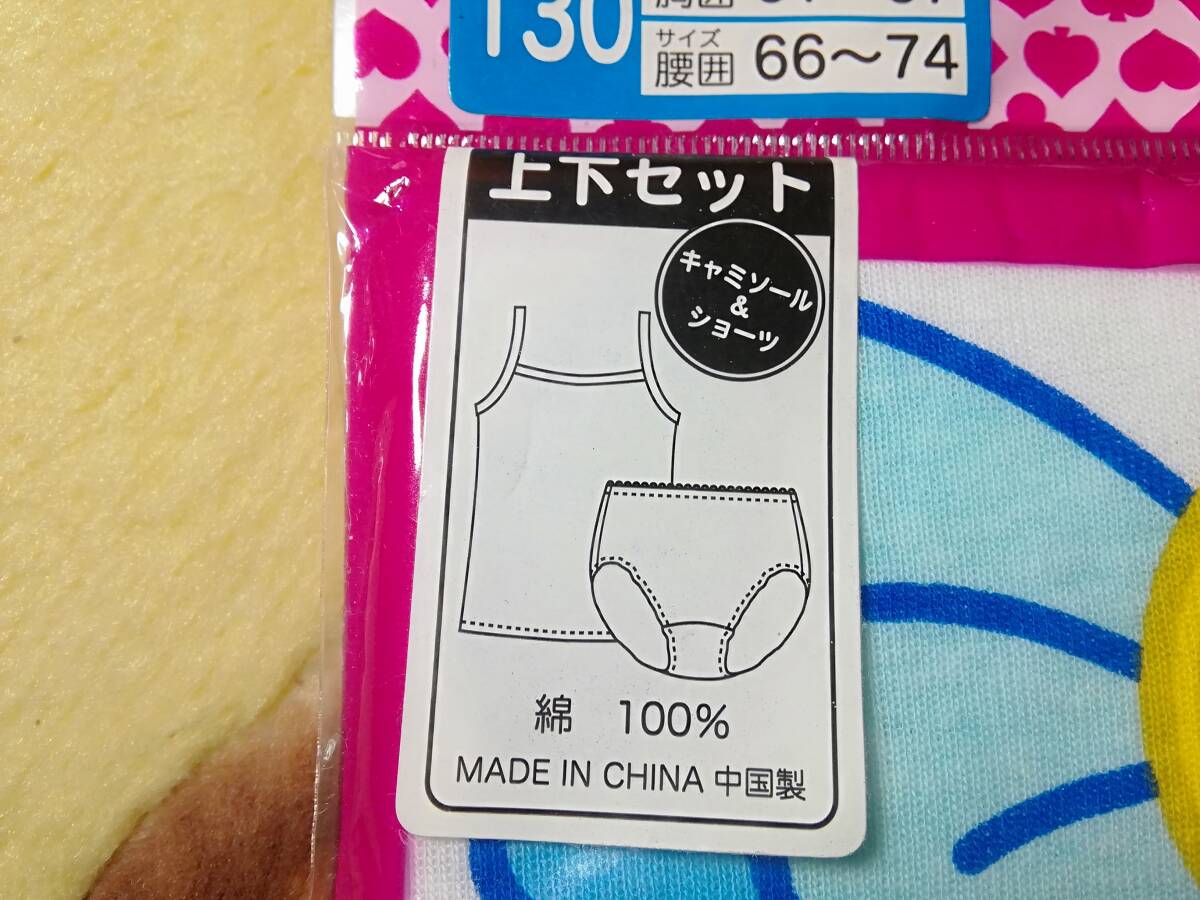 130
サイズ
腰囲 66～74
上下セット
キャミソール
&
ショーツ
綿 100%
MADE IN CHINA 中国製